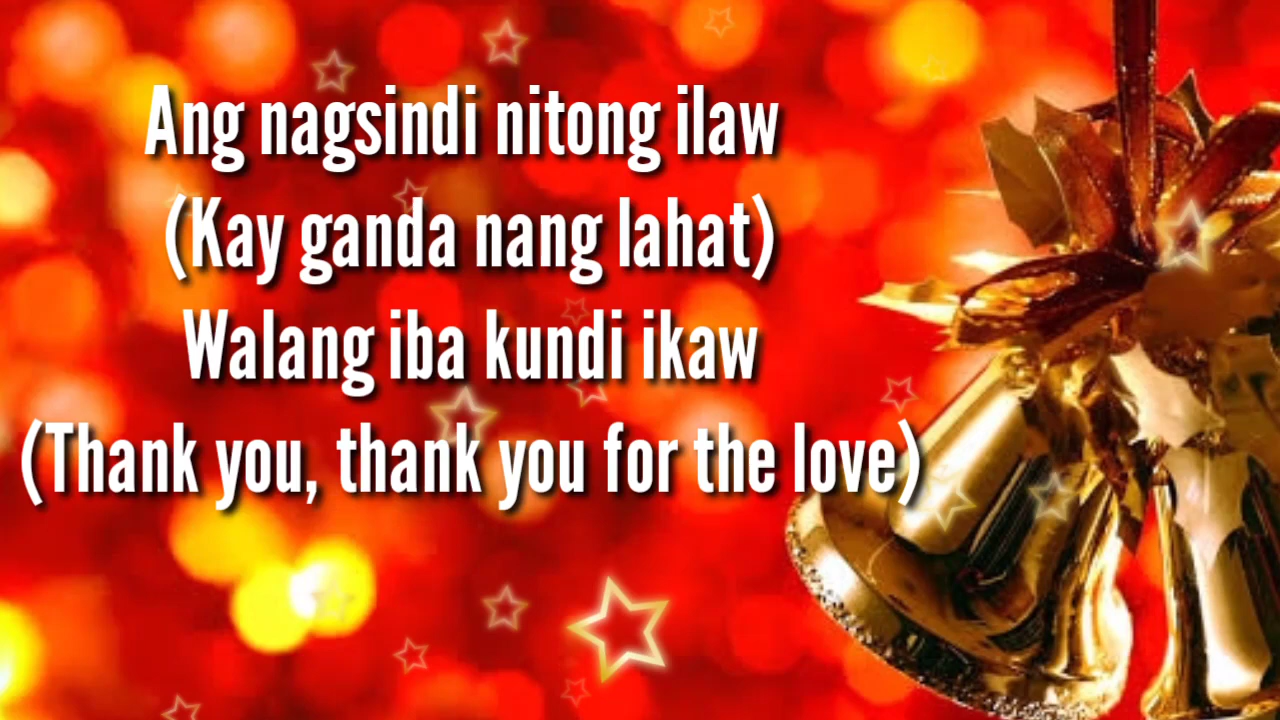 Ang nagsindi nitong ilaw
(Kay ganda nang lahat)
Walang iba kundi ikaw
(Thank you, thank you for the love)